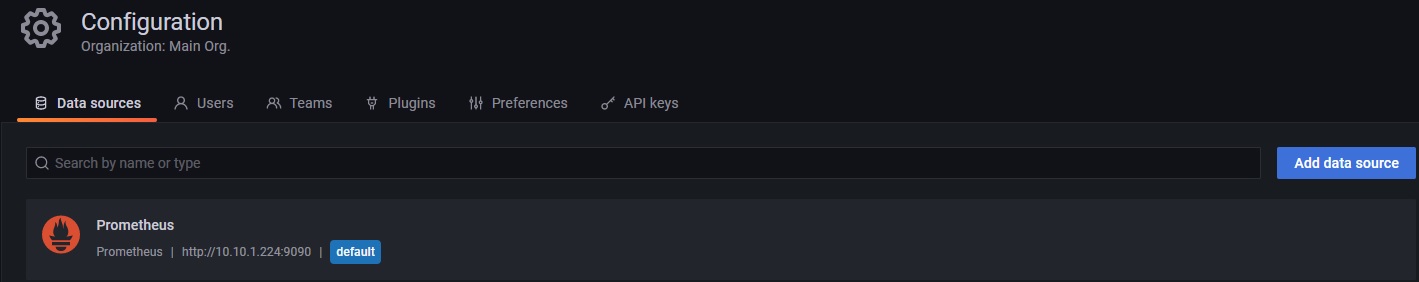 Configuration
Organization: Main Org.
Data sources Users Teams Plugins Preferences API keys
Search by name or type Add data source
Prometheus
Prometheus | http://10.10.1.224:9090 | default